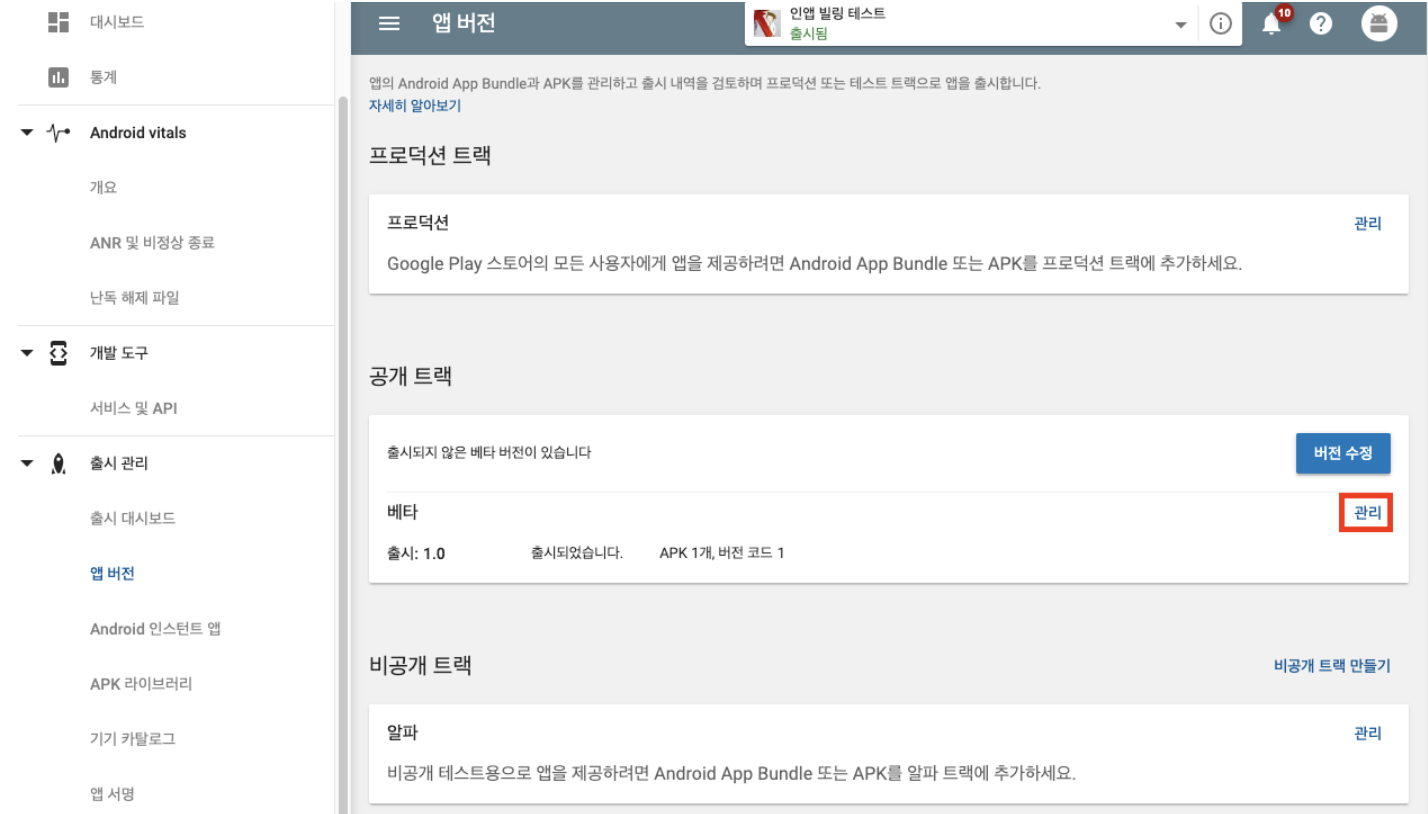 대시보드
통계
Android vitals
개요
ANR 및 비정상 종료
난독 해제 파일
개발 도구
서비스 및 API
출시 관리
출시 대시보드
앱 버전
Android 인스턴트 앱
APK 라이브러리
기기 카탈로그
앱 서명
앱 버전
인앱 빌링 테스트
출시됨
10
앱의 Android App Bundle과 APK를 관리하고 출시 내역을 검토하며 프로덕션 또는 테스트 트랙으로 앱을 출시합니다.
자세히 알아보기
프로덕션 트랙
프로덕션 관리
Google Play 스토어의 모든 사용자에게 앱을 제공하려면 Android App Bundle 또는 APK를 프로덕션 트랙에 추가하세요.
공개 트랙
출시되지 않은 베타 버전이 있습니다 버전 수정
베타 관리
출시: 1.0 출시되었습니다. APK 1개, 버전 코드 1
비공개 트랙 비공개 트랙 만들기
알파 관리
비공개 테스트용으로 앱을 제공하려면 Android App Bundle 또는 APK를 알파 트랙에 추가하세요.